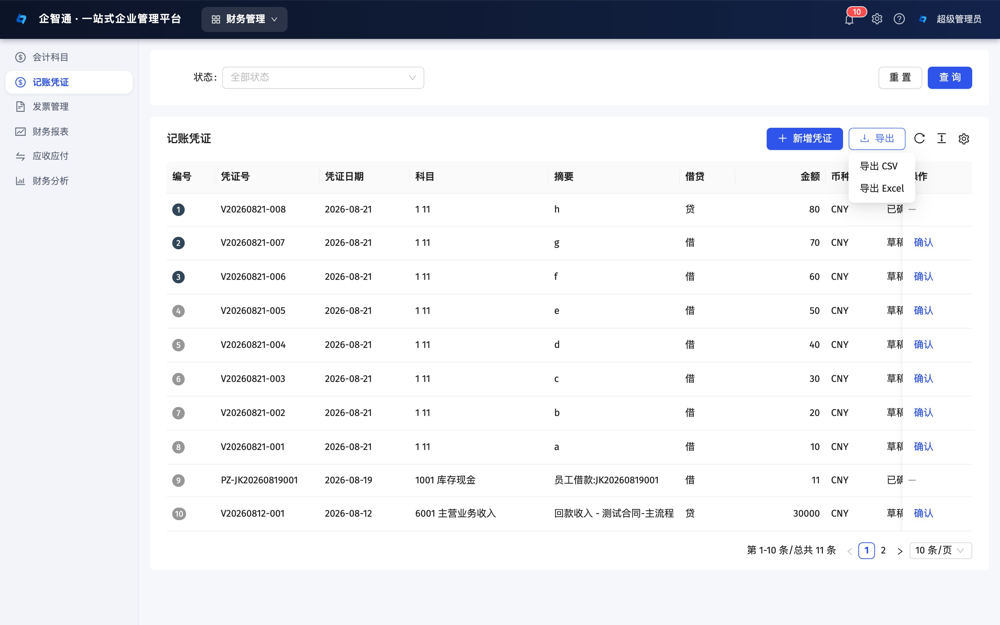 企智通 · 一站式企业管理平台 财务管理 10 超级管理员
会计科目
记账凭证
发票管理
财务报表
应收应付
财务分析
状态: 全部状态 重 置 查 询
记账凭证 新增凭证 导出
导出 CSV
导出 Excel
编号 凭证号 凭证日期 科目 摘要 借贷 金额 币种 作
1 V20260821-008 2026-08-21 1 11 h 贷 80 CNY 已确 —
2 V20260821-007 2026-08-21 1 11 g 借 70 CNY 草稿 确认
3 V20260821-006 2026-08-21 1 11 f 借 60 CNY 草稿 确认
4 V20260821-005 2026-08-21 1 11 e 借 50 CNY 草稿 确认
5 V20260821-004 2026-08-21 1 11 d 借 40 CNY 草稿 确认
6 V20260821-003 2026-08-21 1 11 c 借 30 CNY 草稿 确认
7 V20260821-002 2026-08-21 1 11 b 借 20 CNY 草稿 确认
8 V20260821-001 2026-08-21 1 11 a 借 10 CNY 草稿 确认
9 PZ-JK20260819001 2026-08-19 1001 库存现金 员工借款:JK20260819001 借 11 CNY 已确 —
10 V20260812-001 2026-08-12 6001 主营业务收入 回款收入 - 测试合同-主流程 贷 30000 CNY 草稿 确认
第 1-10 条/总共 11 条 < 1 2 > 10 条/页